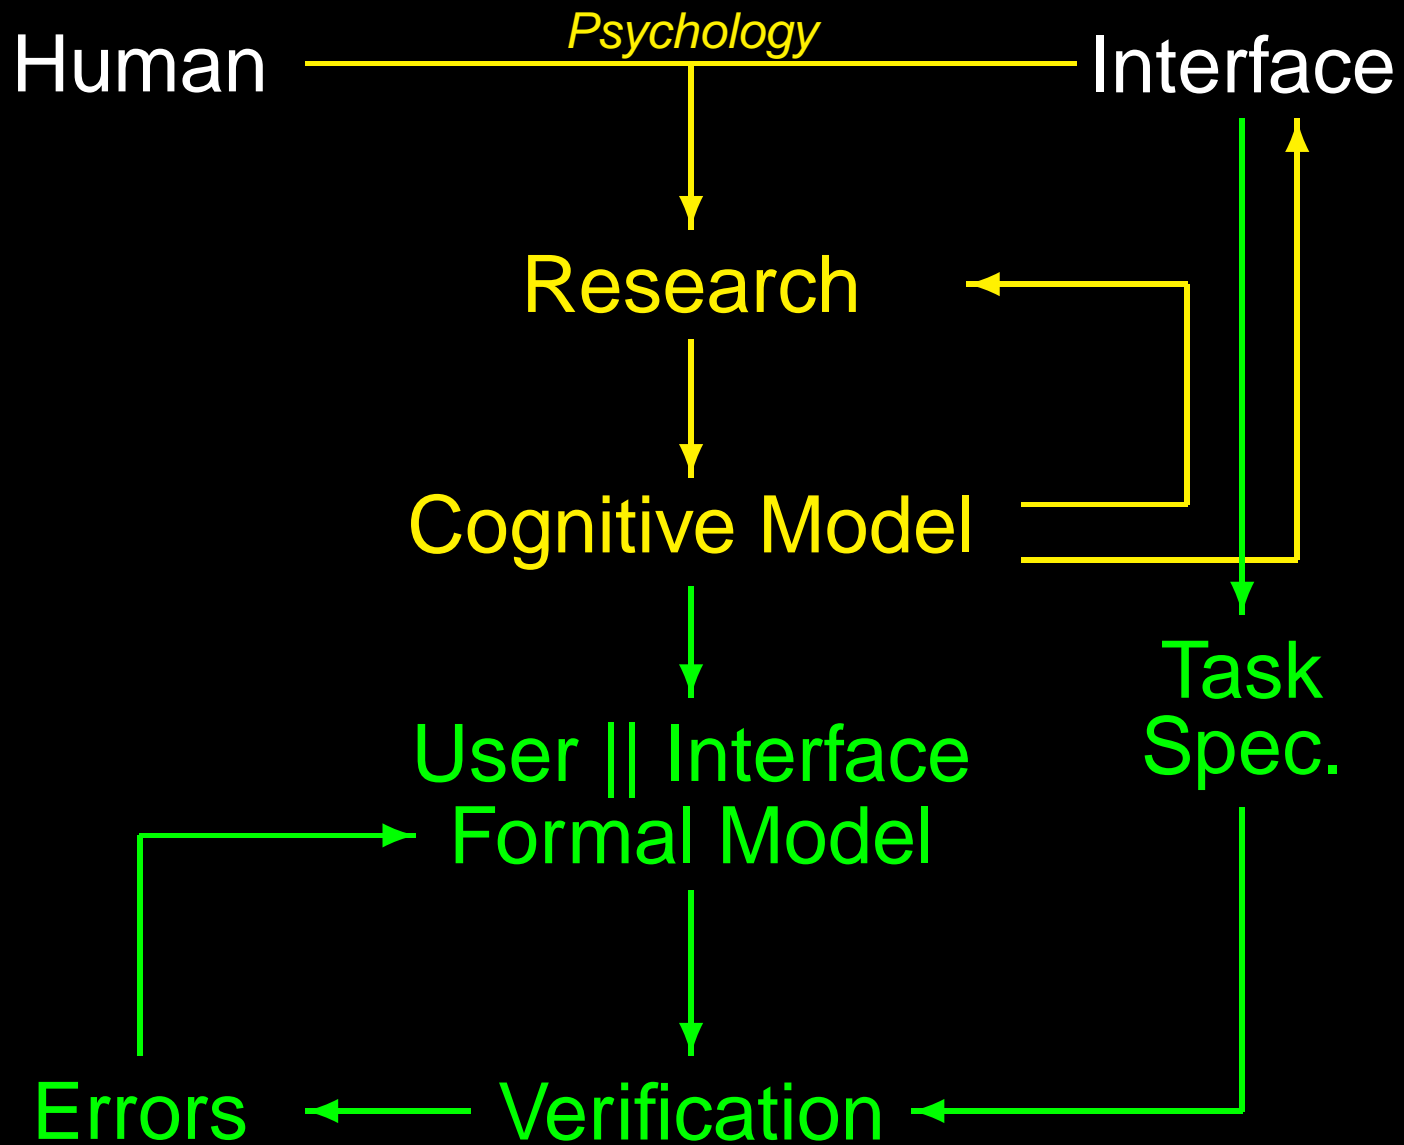 Psychology
Human
Interface
Research
Cognitive Model
Task
Spec.
User || Interface
Formal Model
Errors
Verification